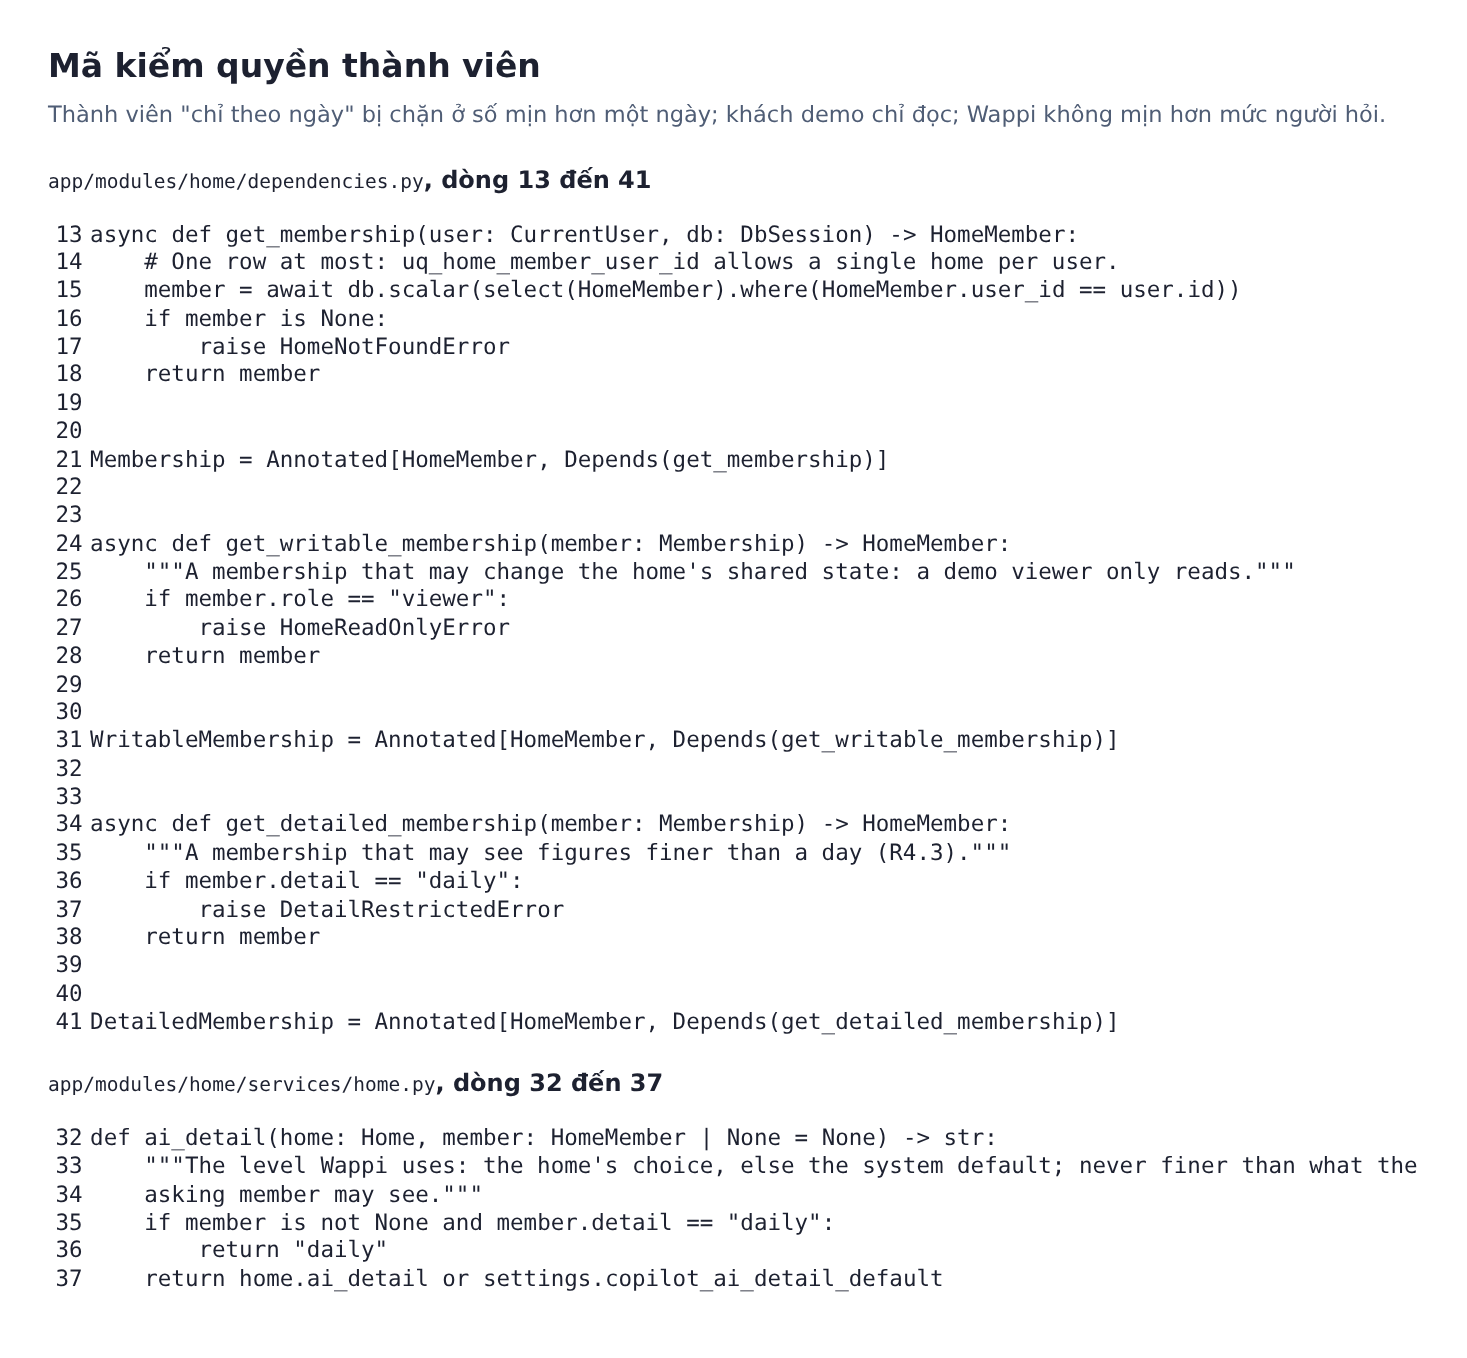 Mã kiểm quyền thành viên
Thành viên "chỉ theo ngày" bị chặn ở số mịn hơn một ngày; khách demo chỉ đọc; Wappi không mịn hơn mức người hỏi.
app/modules/home/dependencies.py, dòng 13 đến 41
13 async def get_membership(user: CurrentUser, db: DbSession) -> HomeMember:
14     # One row at most: uq_home_member_user_id allows a single home per user.
15     member = await db.scalar(select(HomeMember).where(HomeMember.user_id == user.id))
16     if member is None:
17         raise HomeNotFoundError
18     return member
19
20
21 Membership = Annotated[HomeMember, Depends(get_membership)]
22
23
24 async def get_writable_membership(member: Membership) -> HomeMember:
25     """A membership that may change the home's shared state: a demo viewer only reads."""
26     if member.role == "viewer":
27         raise HomeReadOnlyError
28     return member
29
30
31 WritableMembership = Annotated[HomeMember, Depends(get_writable_membership)]
32
33
34 async def get_detailed_membership(member: Membership) -> HomeMember:
35     """A membership that may see figures finer than a day (R4.3)."""
36     if member.detail == "daily":
37         raise DetailRestrictedError
38     return member
39
40
41 DetailedMembership = Annotated[HomeMember, Depends(get_detailed_membership)]
app/modules/home/services/home.py, dòng 32 đến 37
32 def ai_detail(home: Home, member: HomeMember | None = None) -> str:
33     """The level Wappi uses: the home's choice, else the system default; never finer than what the
34     asking member may see."""
35     if member is not None and member.detail == "daily":
36         return "daily"
37     return home.ai_detail or settings.copilot_ai_detail_default